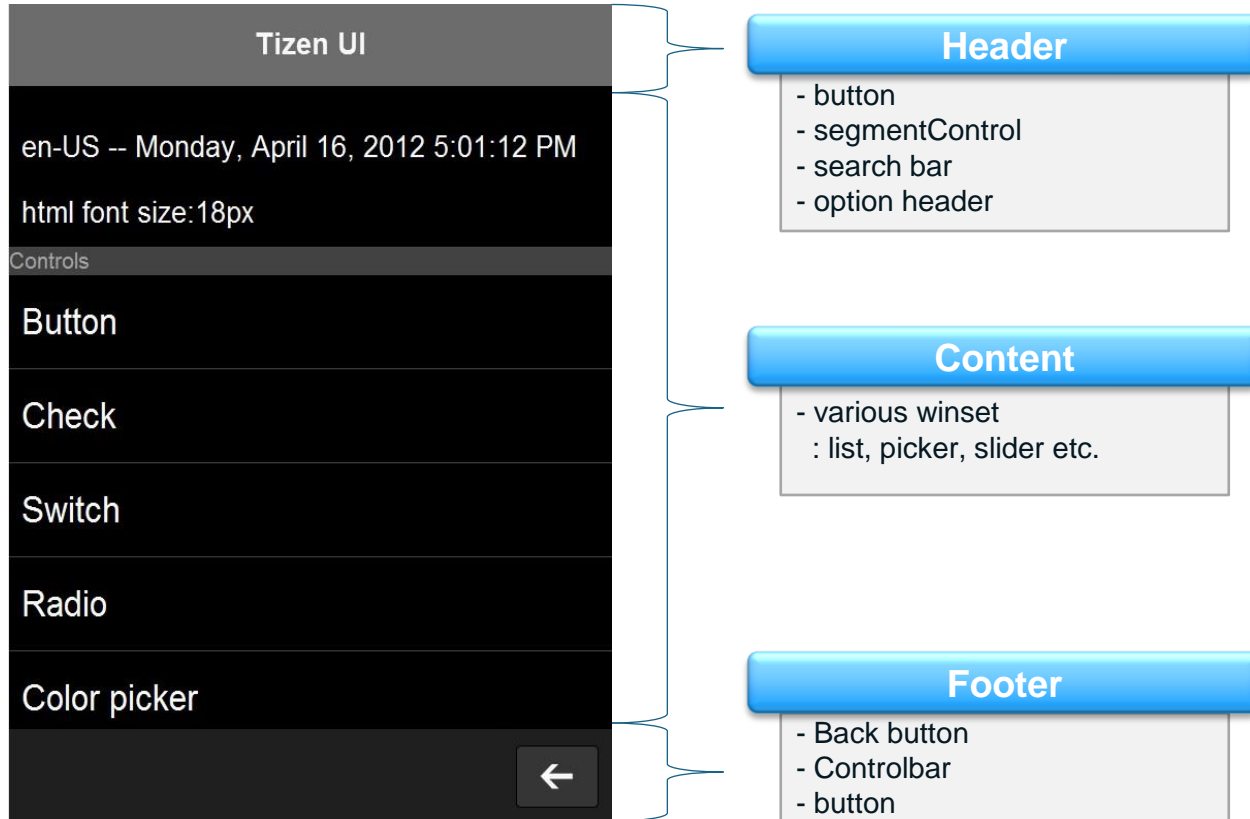 Tizen UI
en-US -- Monday, April 16, 2012 5:01:12 PM
html font size:18px
Controls
Button
Check
Switch
Radio
Color picker
Header
- button
- segmentControl
- search bar
- option header
Content
- various winset
: list, picker, slider etc.
Footer
- Back button
- Controlbar
- button